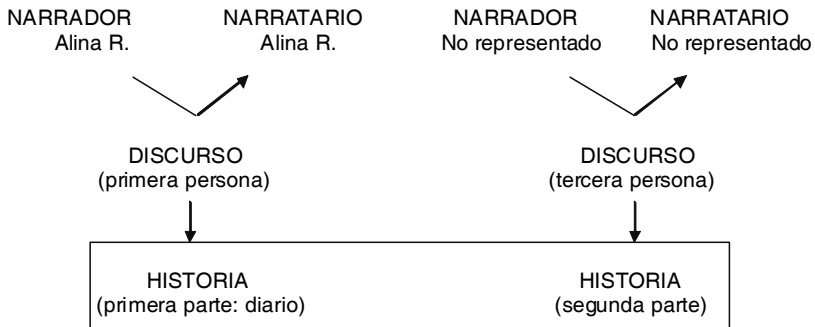 NARRADOR NARRATARIO NARRADOR NARRATARIO
Alina R. Alina R. No representado No representado
DISCURSO DISCURSO
(primera persona) (tercera persona)
HISTORIA HISTORIA
(primera parte: diario) (segunda parte)